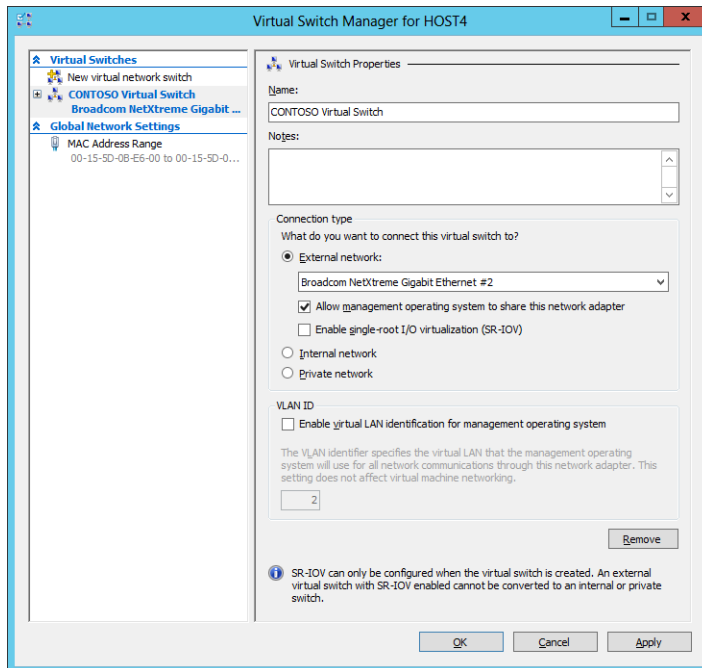 Virtual Switch Manager for HOST4
Virtual Switches
New virtual network switch
CONTOSO Virtual Switch
Broadcom NetXtreme Gigabit ...
Global Network Settings
MAC Address Range
00-15-5D-0B-E6-00 to 00-15-5D-0...
Virtual Switch Properties
Name:
CONTOSO Virtual Switch
Notes:
Connection type
What do you want to connect this virtual switch to?
External network:
Broadcom NetXtreme Gigabit Ethernet #2
Allow management operating system to share this network adapter
Enable single-root I/O virtualization (SR-IOV)
Internal network
Private network
VLAN ID
Enable virtual LAN identification for management operating system
The VLAN identifier specifies the virtual LAN that the management operating
system will use for all network communications through this network adapter. This
setting does not affect virtual machine networking.
2
Remove
SR-IOV can only be configured when the virtual switch is created. An external
virtual switch with SR-IOV enabled cannot be converted to an internal or private
switch.
OK
Cancel
Apply